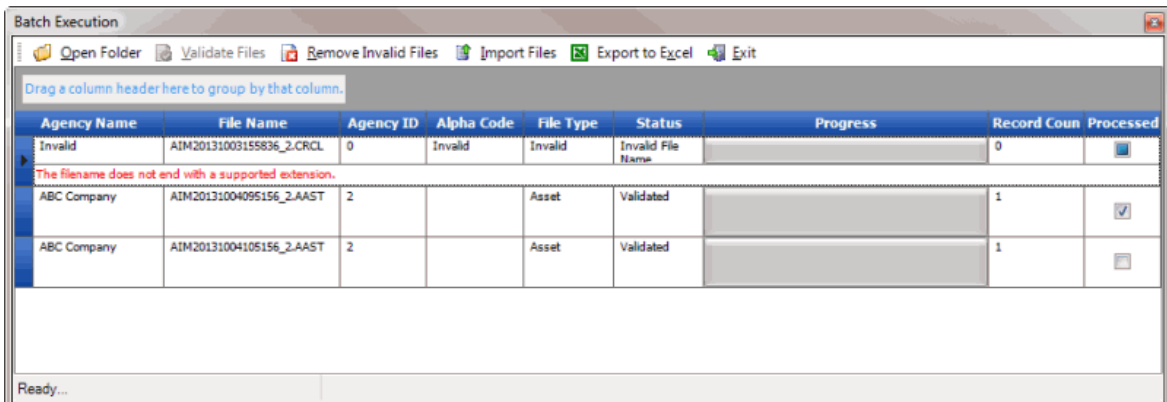 Batch Execution
Open Folder Validate Files Remove Invalid Files Import Files Export to Excel Exit
Drag a column header here to group by that column.
Agency Name File Name Agency ID Alpha Code File Type Status Progress Record Coun Processed
Invalid AIM20131003155836_2.CRCL 0 Invalid Invalid Invalid File 0
Name
The filename does not end with a supported extension.
ABC Company AIM20131004095156_2.AAST 2 Asset Validated 1
ABC Company AIM20131004105156_2.AAST 2 Asset Validated 1
Ready...